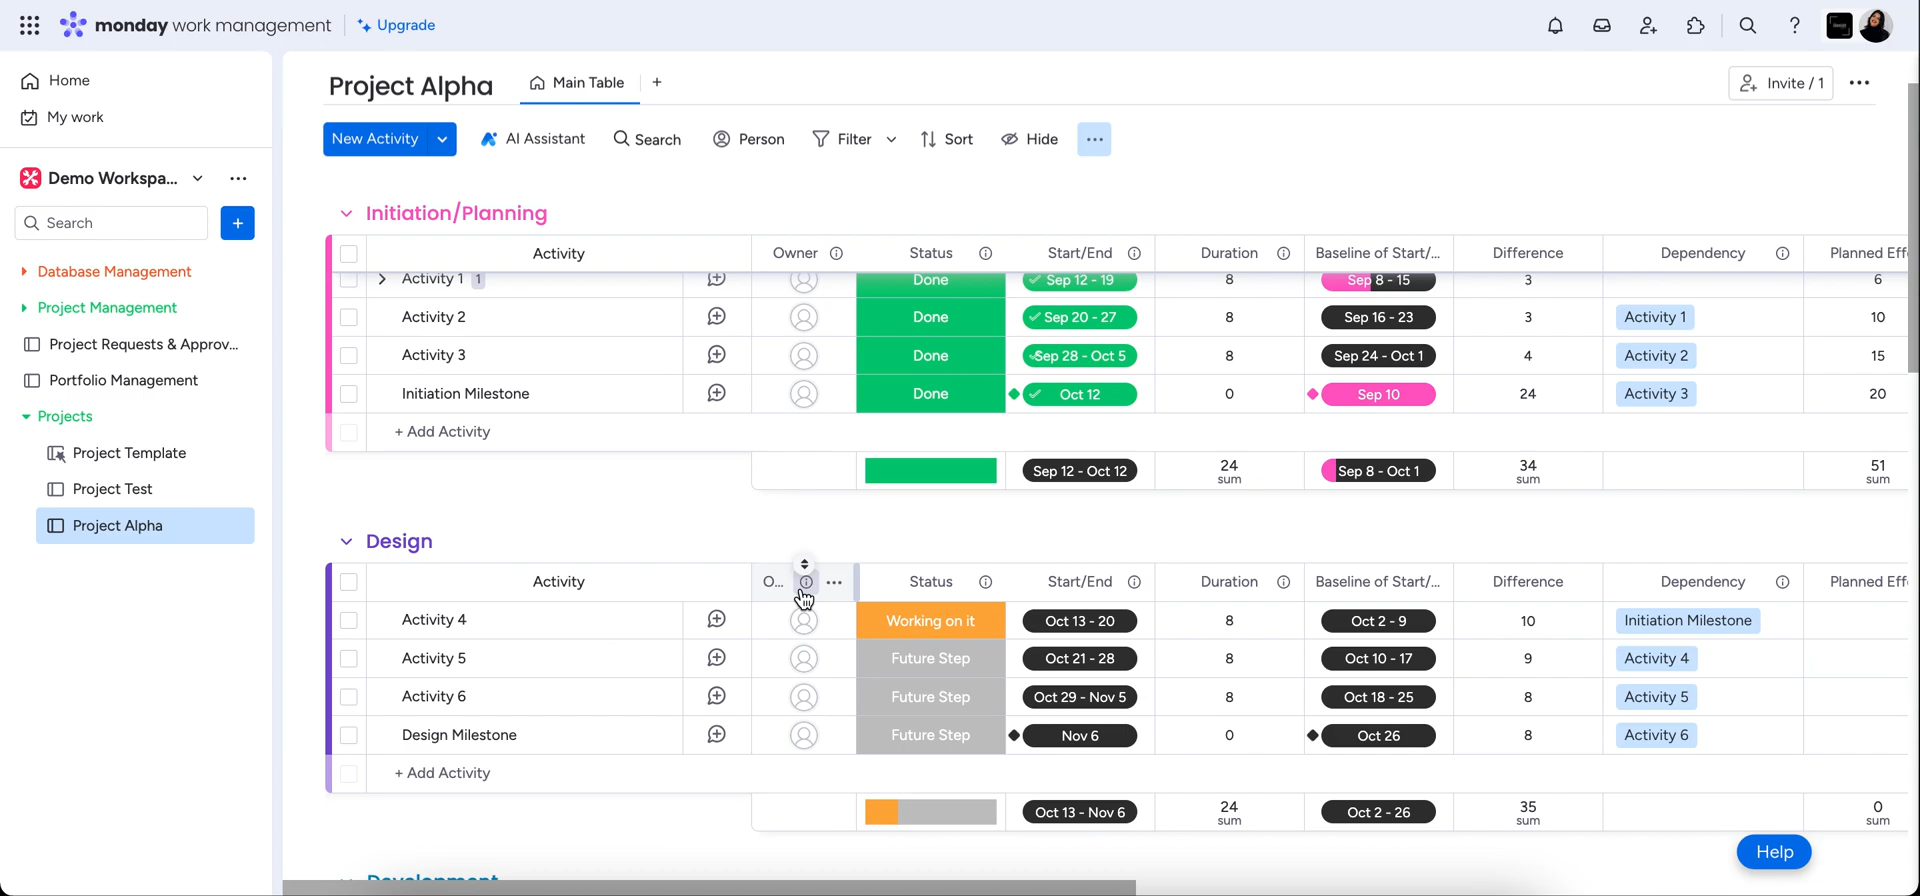 monday work management
Upgrade
Home
My work
Demo Workspa...
Search
+
Database Management
Project Management
Project Requests & Approv...
Portfolio Management
Projects
Project Template
Project Test
Project Alpha
Project Alpha
Main Table
+
Invite / 1
New Activity
AI Assistant
Search
Person
Filter
Sort
Hide
Initiation/Planning
Activity Owner Status Start/End Duration Baseline of Start/... Difference Dependency Planned Eff
Activity 1 1 Done Sep 12 - 19 8 Sep 8 - 15 3 6
Activity 2 Done Sep 20 - 27 8 Sep 16 - 23 3 Activity 1 10
Activity 3 Done Sep 28 - Oct 5 8 Sep 24 - Oct 1 4 Activity 2 15
Initiation Milestone Done Oct 12 0 Sep 10 24 Activity 3 20
+ Add Activity
Sep 12 - Oct 12 24 Sep 8 - Oct 1 34 51
sum sum sum
Design
Activity O... Status Start/End Duration Baseline of Start/... Difference Dependency Planned Eff
Activity 4 Working on it Oct 13 - 20 8 Oct 2 - 9 10 Initiation Milestone
Activity 5 Future Step Oct 21 - 28 8 Oct 10 - 17 9 Activity 4
Activity 6 Future Step Oct 29 - Nov 5 8 Oct 18 - 25 8 Activity 5
Design Milestone Future Step Nov 6 0 Oct 26 8 Activity 6
+ Add Activity
Oct 13 - Nov 6 24 Oct 2 - 26 35 0
sum sum sum
Development
Help